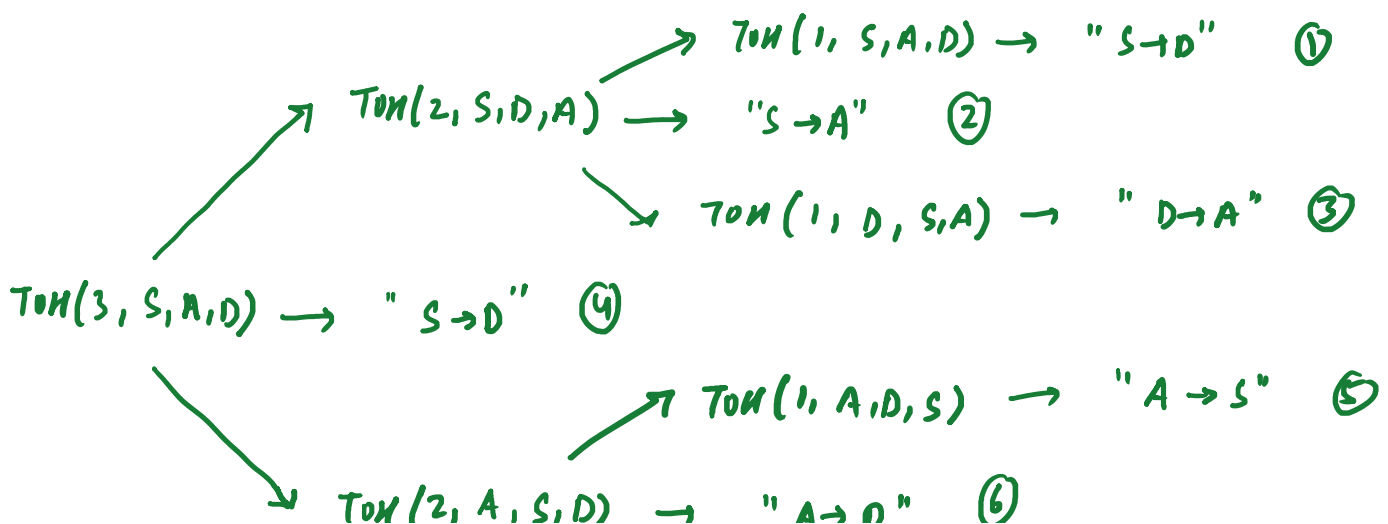 TOH(1, S,A,D) → "S→D" ①
TOH(2, S,D,A) → "S→A" ②
TOH(1, D, S,A) → "D→A" ③
TOH(3, S,A,D) → "S→D" ④
TOH(1, A,D,S) → "A→S" ⑤
TOH(2, A, S,D) → "A→D" ⑥